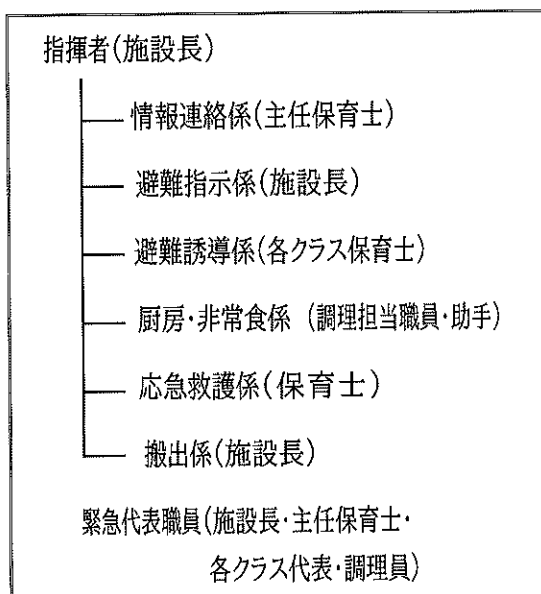 指揮者(施設長)
情報連絡係(主任保育士)
避難指示係(施設長)
避難誘導係(各クラス保育士)
厨房・非常食係 (調理担当職員・助手)
応急救護係(保育士)
搬出係(施設長)
緊急代表職員(施設長・主任保育士・
各クラス代表・調理員)